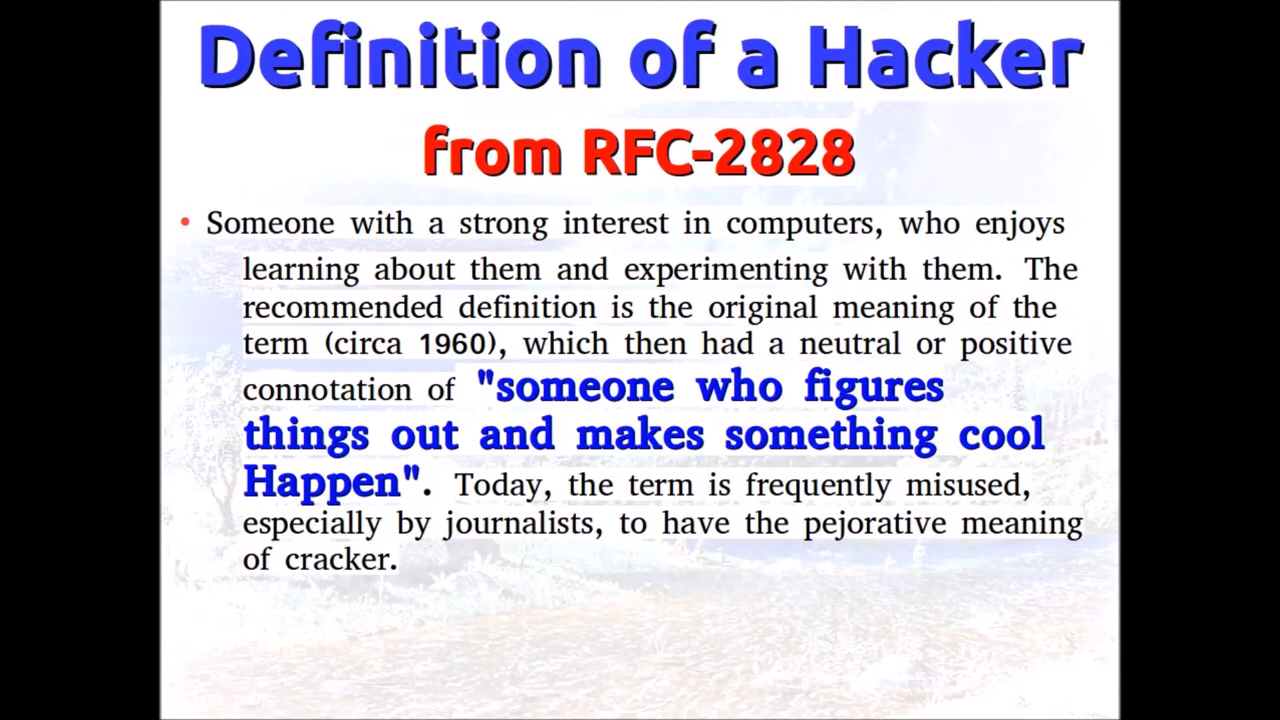 Definition of a Hacker
from RFC-2828
• Someone with a strong interest in computers, who enjoys
learning about them and experimenting with them. The
recommended definition is the original meaning of the
term (circa 1960), which then had a neutral or positive
connotation of "someone who figures
things out and makes something cool
Happen". Today, the term is frequently misused,
especially by journalists, to have the pejorative meaning
of cracker.